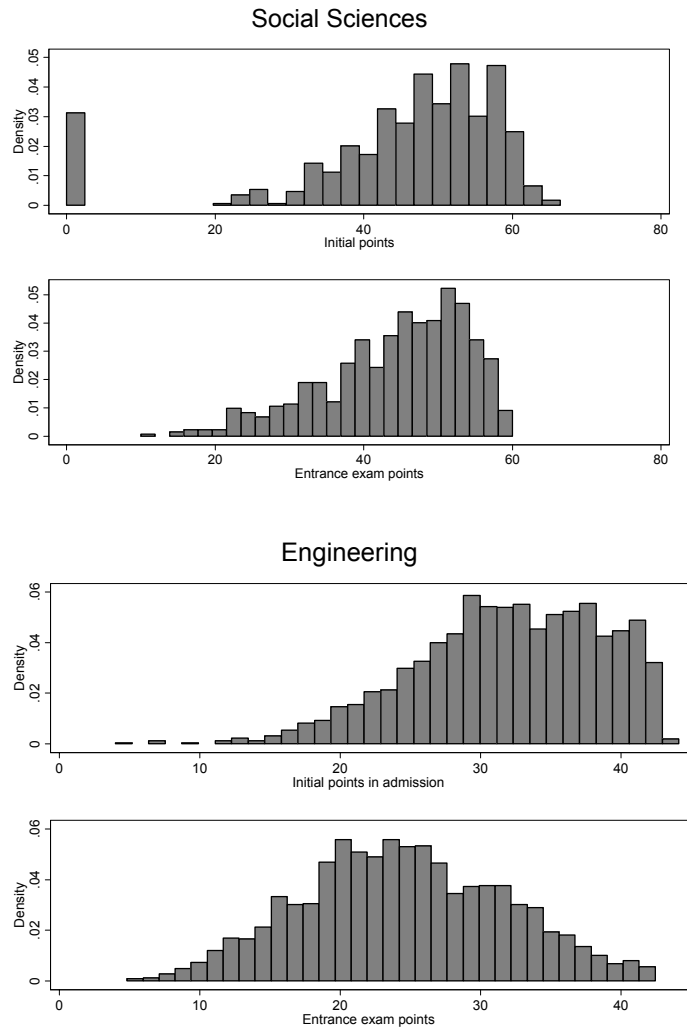 Social Sciences
Density
0 .01 .02 .03 .04 .05
0 20 40 60 80
Initial points
Density
0 .01 .02 .03 .04 .05
0 20 40 60 80
Entrance exam points
Engineering
Density
0 .02 .04 .06
0 10 20 30 40
Initial points in admission
Density
0 .02 .04 .06
0 10 20 30 40
Entrance exam points